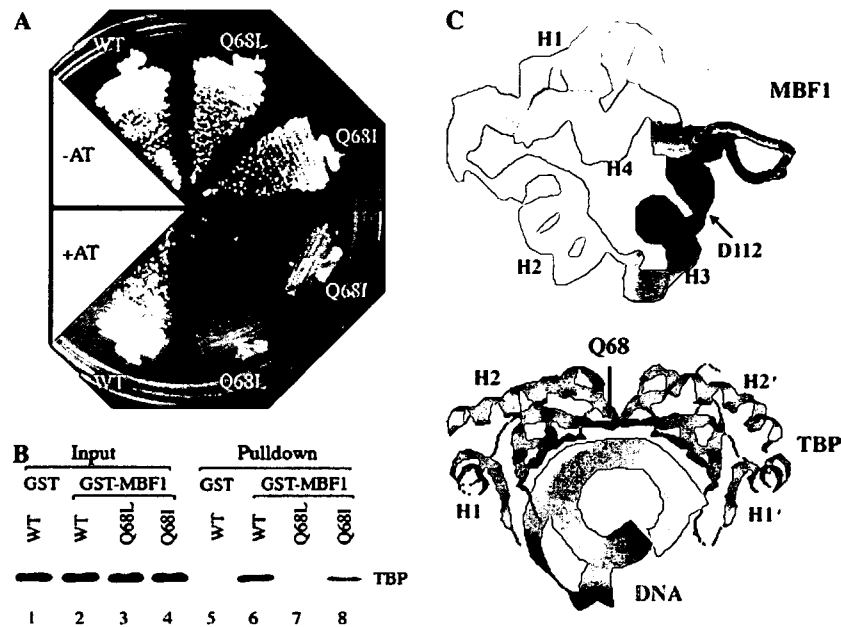 A
WT
Q68L
Q68I
-AT
+AT
Q68I
WT
Q68L
B
Input
Pulldown
GST
GST-MBF1
GST
GST-MBF1
WT
WT
Q68L
Q68I
WT
WT
Q68L
Q68I
TBP
1 2 3 4 5 6 7 8
C
H1
MBF1
H4
D112
H2
H3
Q68
H2
H2′
TBP
H1
H1′
DNA